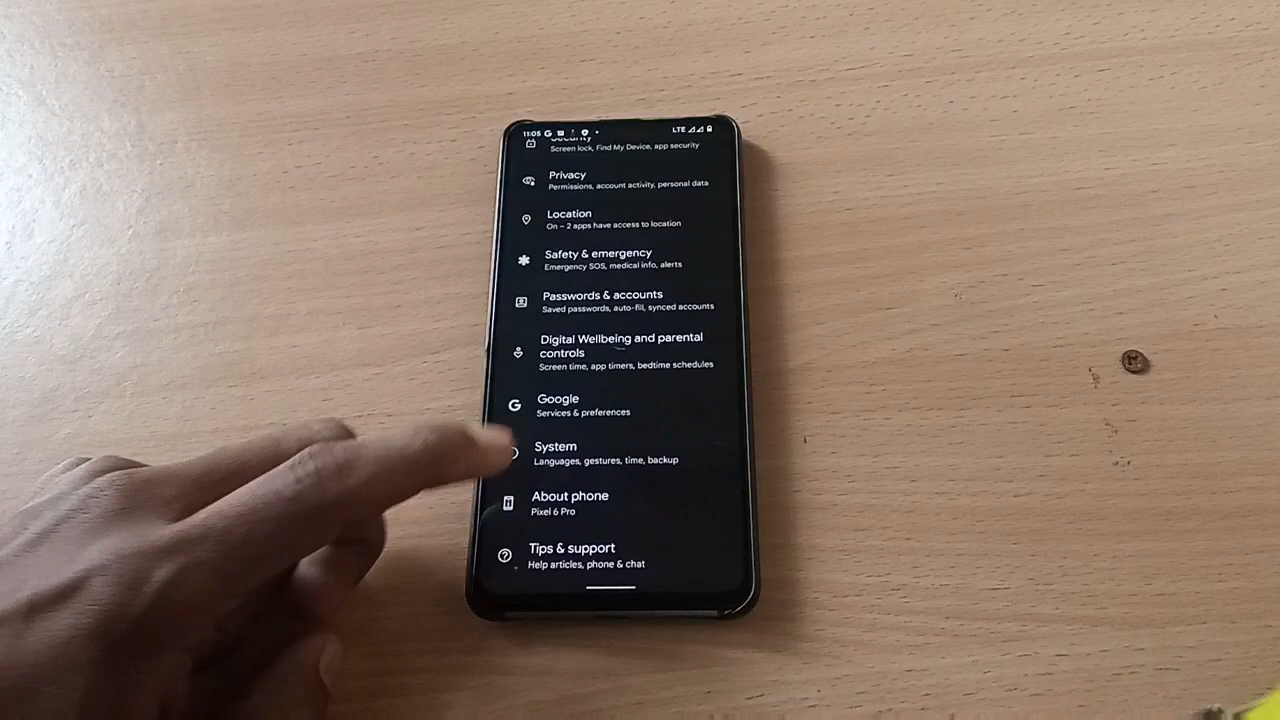 11:05
LTE
Security
Screen lock, Find My Device, app security
Privacy
Permissions, account activity, personal data
Location
On – 2 apps have access to location
Safety & emergency
Emergency SOS, medical info, alerts
Passwords & accounts
Saved passwords, auto-fill, synced accounts
Digital Wellbeing and parental
controls
Screen time, app timers, bedtime schedules
Google
Services & preferences
System
Languages, gestures, time, backup
About phone
Pixel 6 Pro
Tips & support
Help articles, phone & chat